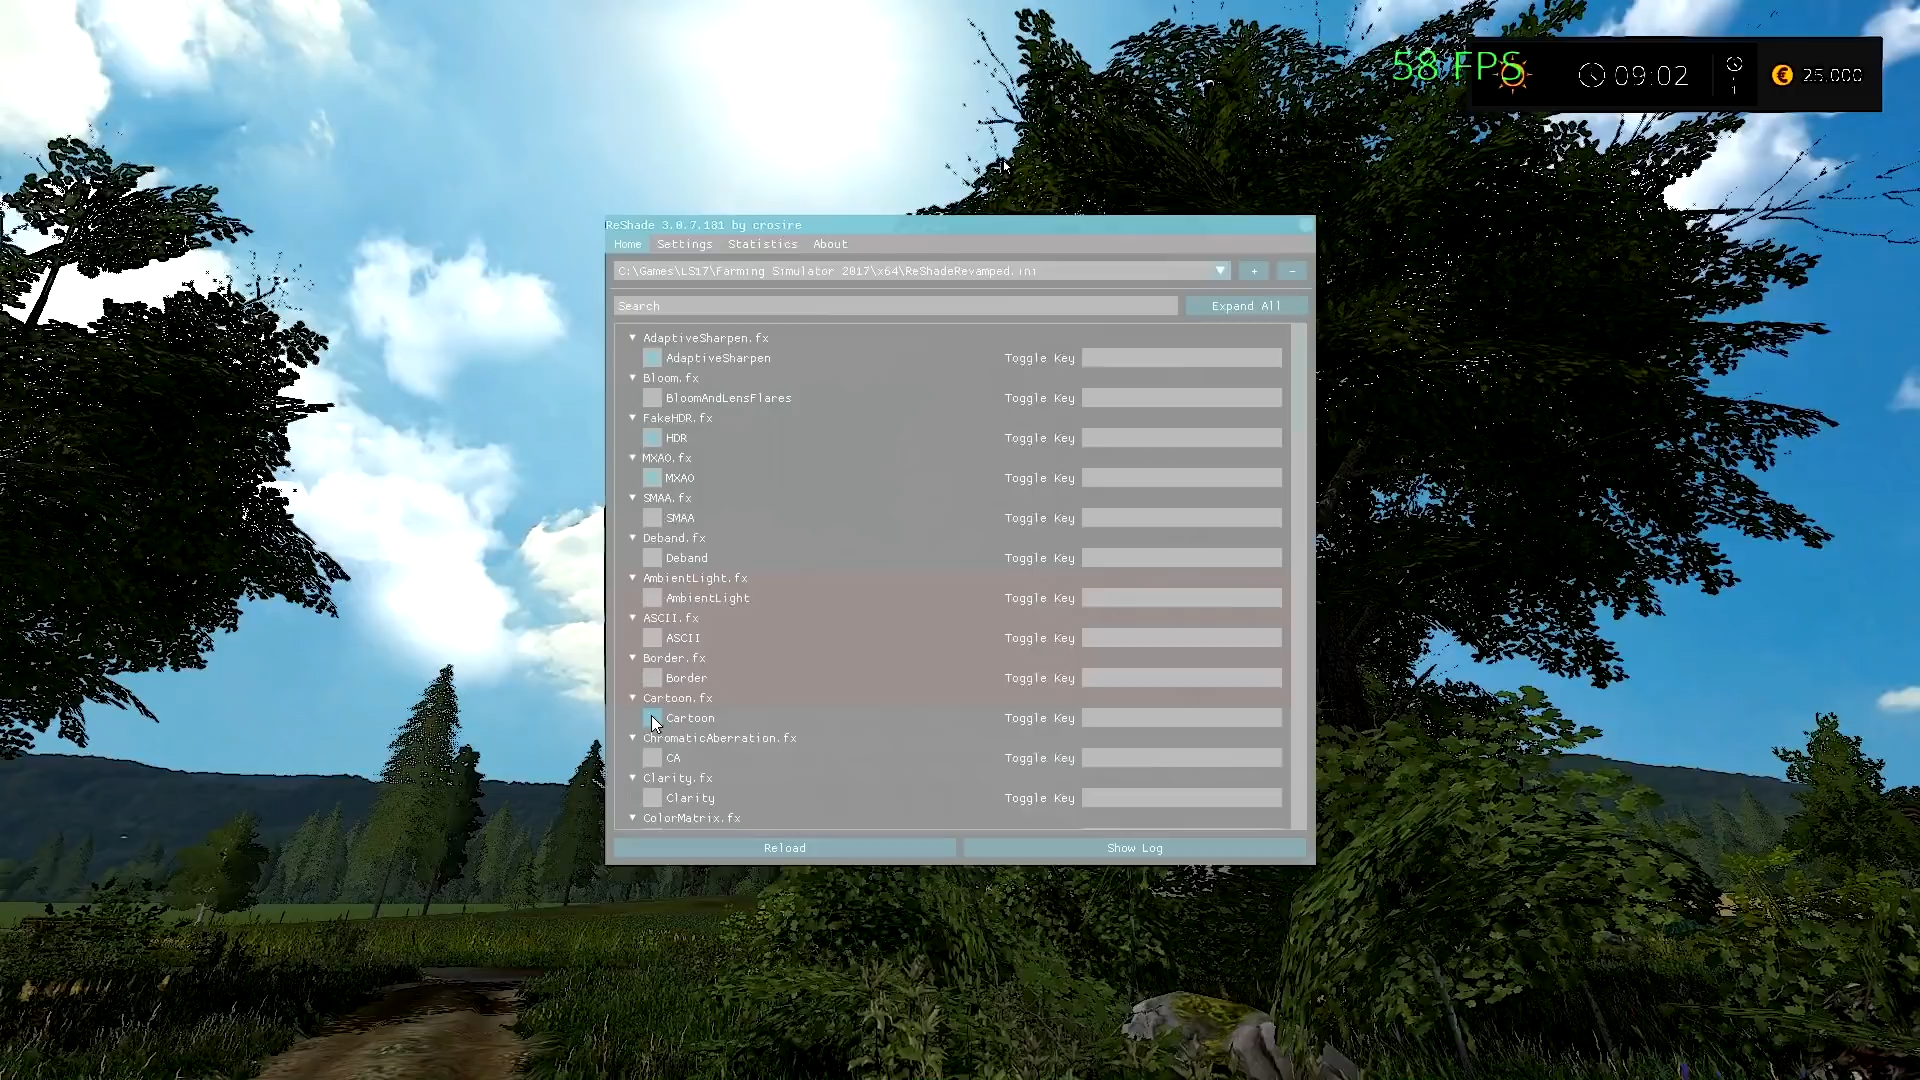 58 FPS
09:02
1
€ 25.000
ReShade 3.0.7.181 by crosire
Home Settings Statistics About
C:\Games\LS17\Farming Simulator 2017\x64\ReShadeRevamped.ini
+ -
Search
Expand All
AdaptiveSharpen.fx
AdaptiveSharpen Toggle Key
Bloom.fx
BloomAndLensFlares Toggle Key
FakeHDR.fx
HDR Toggle Key
MXAO.fx
MXAO Toggle Key
SMAA.fx
SMAA Toggle Key
Deband.fx
Deband Toggle Key
AmbientLight.fx
AmbientLight Toggle Key
ASCII.fx
ASCII Toggle Key
Border.fx
Border Toggle Key
Cartoon.fx
Cartoon Toggle Key
ChromaticAberration.fx
CA Toggle Key
Clarity.fx
Clarity Toggle Key
ColorMatrix.fx
Reload Show Log